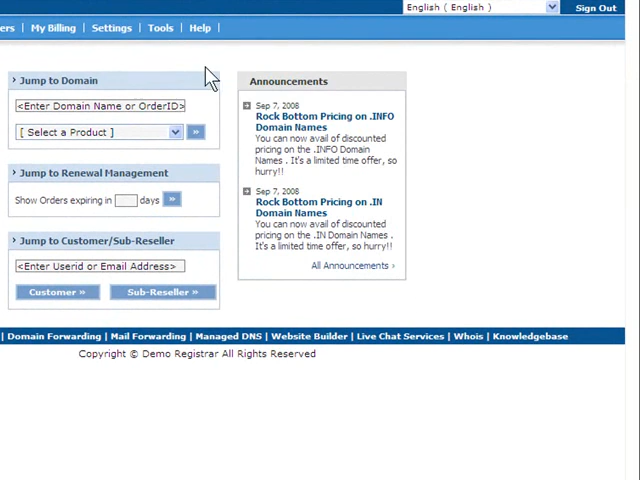 English ( English ) Sign Out
ers | My Billing | Settings | Tools | Help |
Jump to Domain
<Enter Domain Name or OrderID>
[ Select a Product ] »
Jump to Renewal Management
Show Orders expiring in days »
Jump to Customer/Sub-Reseller
<Enter Userid or Email Address>
Customer » Sub-Reseller »
Announcements
Sep 7, 2008
Rock Bottom Pricing on .INFO
Domain Names
You can now avail of discounted
pricing on the .INFO Domain
Names . It's a limited time offer, so
hurry!!
Sep 7, 2008
Rock Bottom Pricing on .IN
Domain Names
You can now avail of discounted
pricing on the .IN Domain Names .
It's a limited time offer, so hurry!!
All Announcements ›
| Domain Forwarding | Mail Forwarding | Managed DNS | Website Builder | Live Chat Services | Whois | Knowledgebase
Copyright © Demo Registrar All Rights Reserved